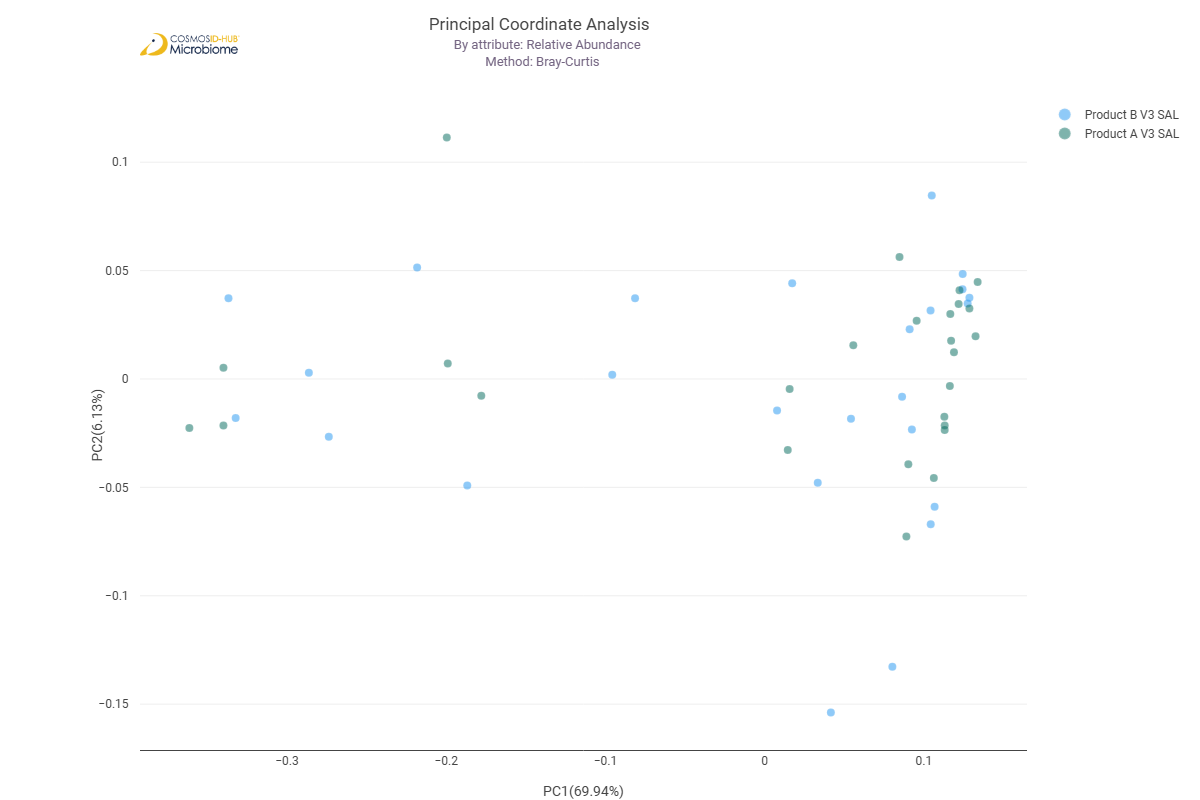 Principal Coordinate Analysis
By attribute: Relative Abundance
Method: Bray-Curtis
COSMOSID-HUB
Microbiome
Product B V3 SAL
Product A V3 SAL
0.1
0.05
0
−0.05
−0.1
−0.15
PC2(6.13%)
−0.3
−0.2
−0.1
0
0.1
PC1(69.94%)